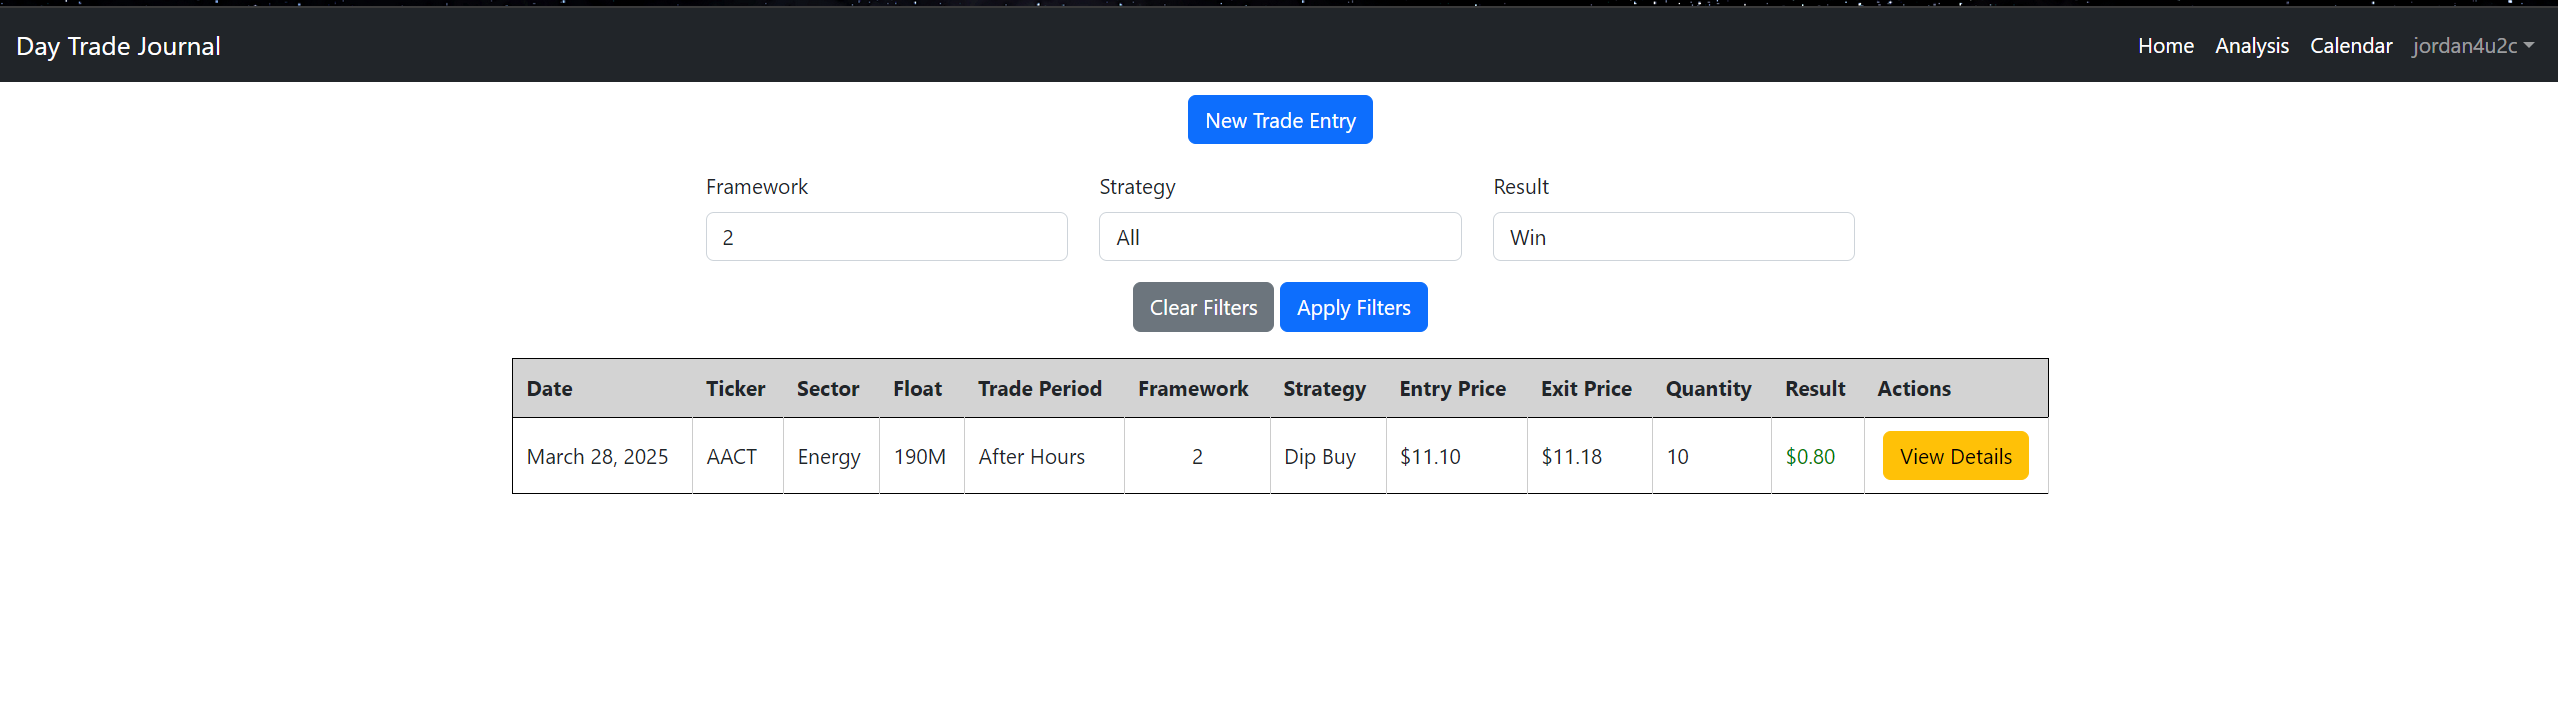 Day Trade Journal Home Analysis Calendar jordan4u2c
New Trade Entry
Framework Strategy Result
2 All Win
Clear Filters Apply Filters
Date Ticker Sector Float Trade Period Framework Strategy Entry Price Exit Price Quantity Result Actions
March 28, 2025 AACT Energy 190M After Hours 2 Dip Buy $11.10 $11.18 10 $0.80 View Details